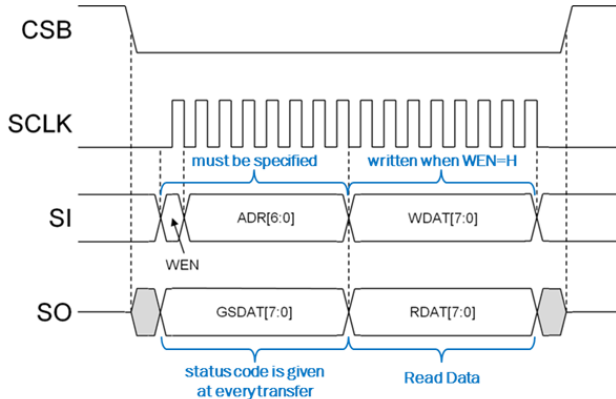 CSB
SCLK
must be specified
written when WEN=H
SI
ADR[6:0]
WDAT[7:0]
WEN
SO
GSDAT[7:0]
RDAT[7:0]
status code is given
at every transfer
Read Data